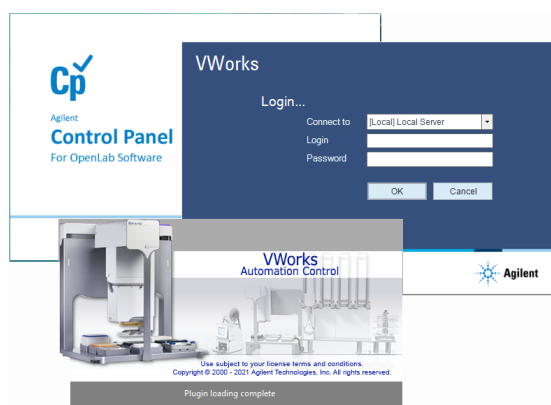 Cp
Agilent
Control Panel
For OpenLab Software
VWorks
Login...
Connect to [Local] Local Server
Login
Password
OK Cancel
Agilent
VWorks
Automation Control
Use subject to your license terms and conditions.
Copyright © 2000 - 2021 Agilent Technologies, Inc. All rights reserved.
Plugin loading complete